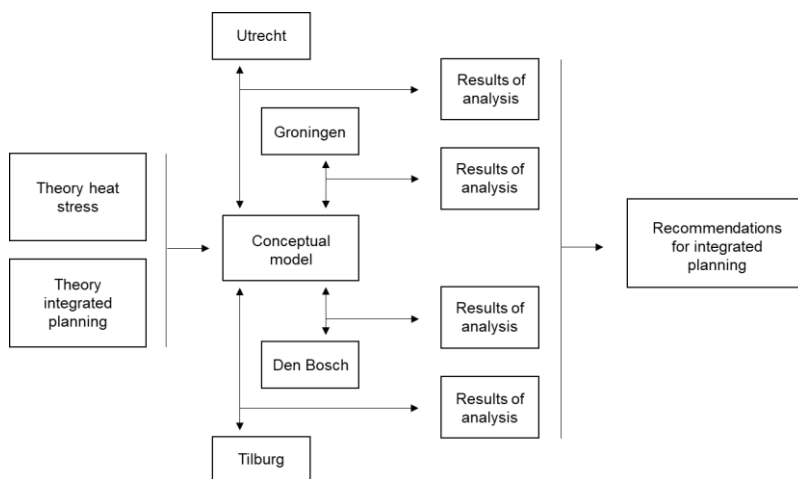 Utrecht
Results of
analysis
Groningen
Results of
analysis
Theory heat
stress
Conceptual
model
Theory
integrated
planning
Recommendations
for integrated
planning
Results of
analysis
Den Bosch
Results of
analysis
Tilburg